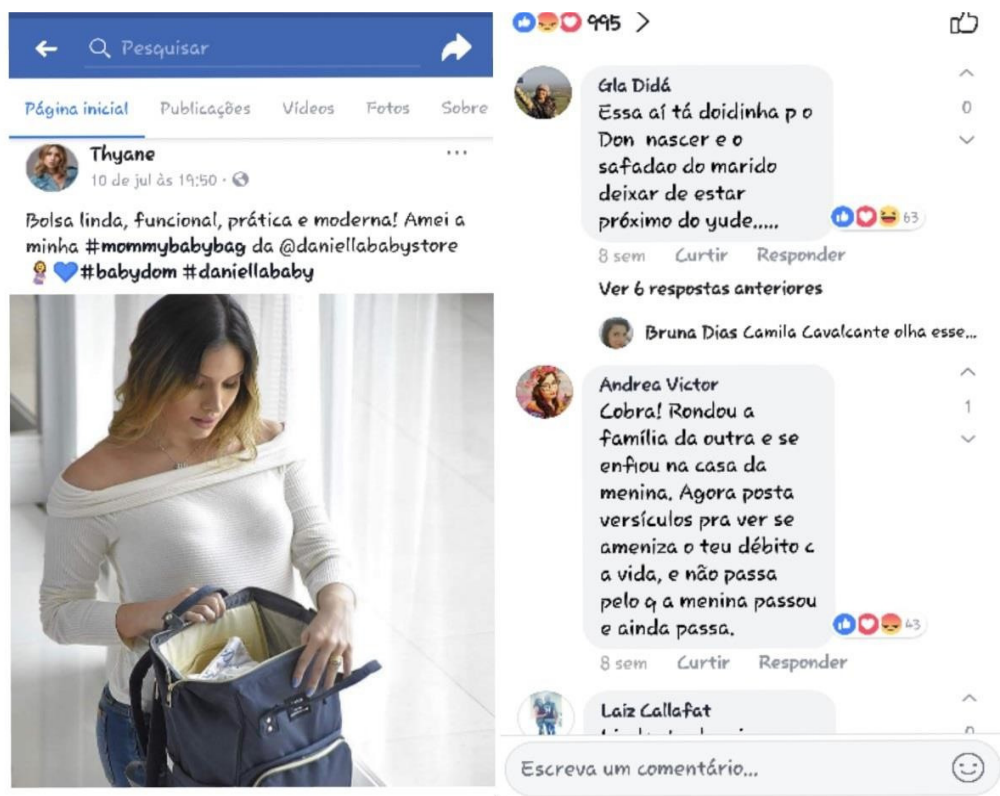 Pesquisar
Página inicial Publicações Vídeos Fotos Sobre
Thyane
10 de jul às 19:50 ·
Bolsa linda, funcional, prática e moderna! Amei a
minha #mommybabybag da @daniellababystore
#babydom #daniellababy
995
Gla Didá
Essa aí tá doidinha p o
Don nascer e o
safadao do marido
deixar de estar
próximo do yude.....
0
63
8 sem Curtir Responder
Ver 6 respostas anteriores
Bruna Dias Camila Cavalcante olha esse...
Andrea Victor
Cobra! Rondou a
família da outra e se
enfiou na casa da
menina. Agora posta
versículos pra ver se
ameniza o teu débito c
a vida, e não passa
pelo q a menina passou
e ainda passa.
1
43
8 sem Curtir Responder
Laiz Callafat
Escreva um comentário...